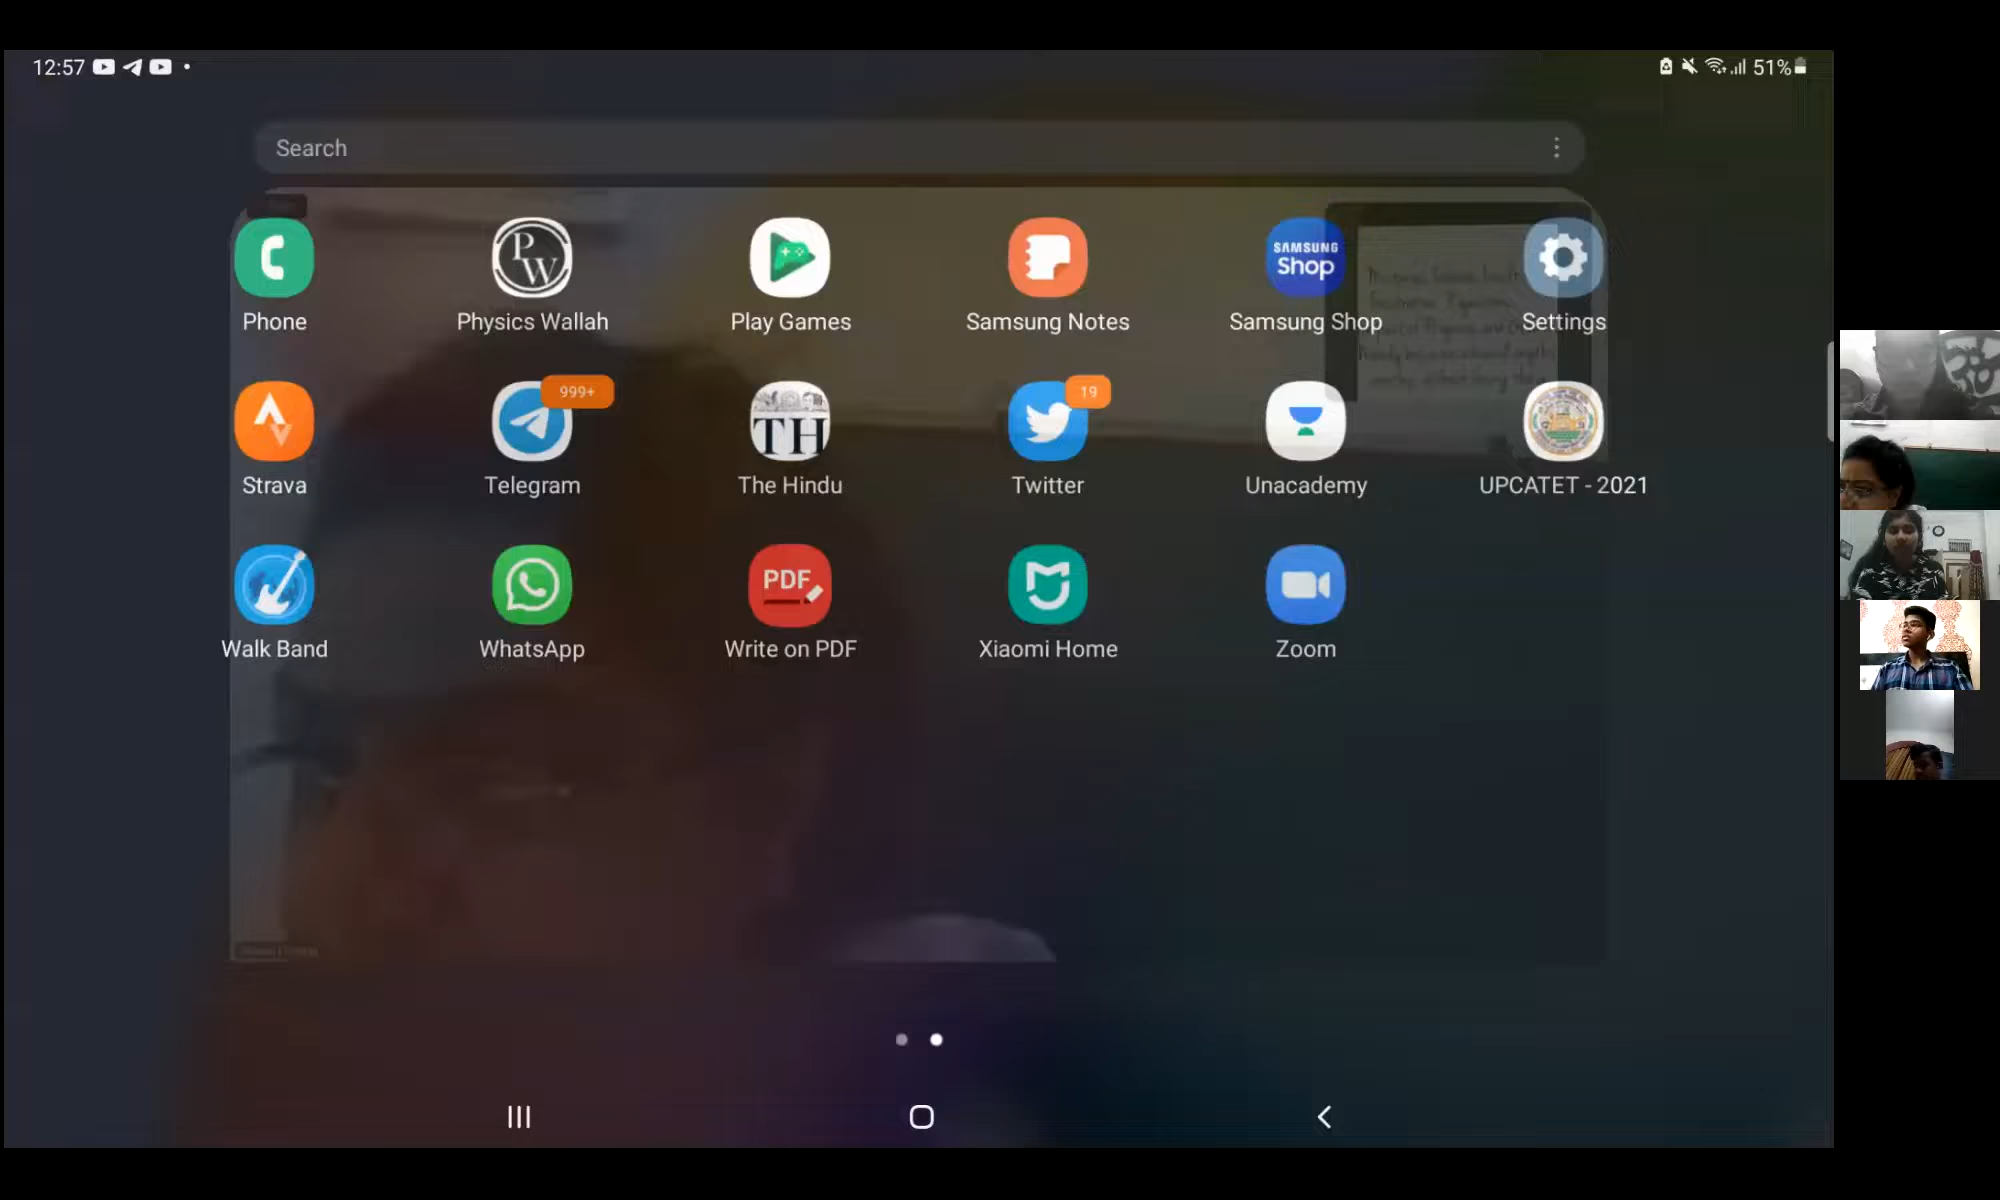 12:57
51%
Search
PW
SAMSUNG
Shop
Phone
Physics Wallah
Play Games
Samsung Notes
Samsung Shop
Settings
999+
TH
19
Strava
Telegram
The Hindu
Twitter
Unacademy
UPCATET - 2021
PDF
Walk Band
WhatsApp
Write on PDF
Xiaomi Home
Zoom